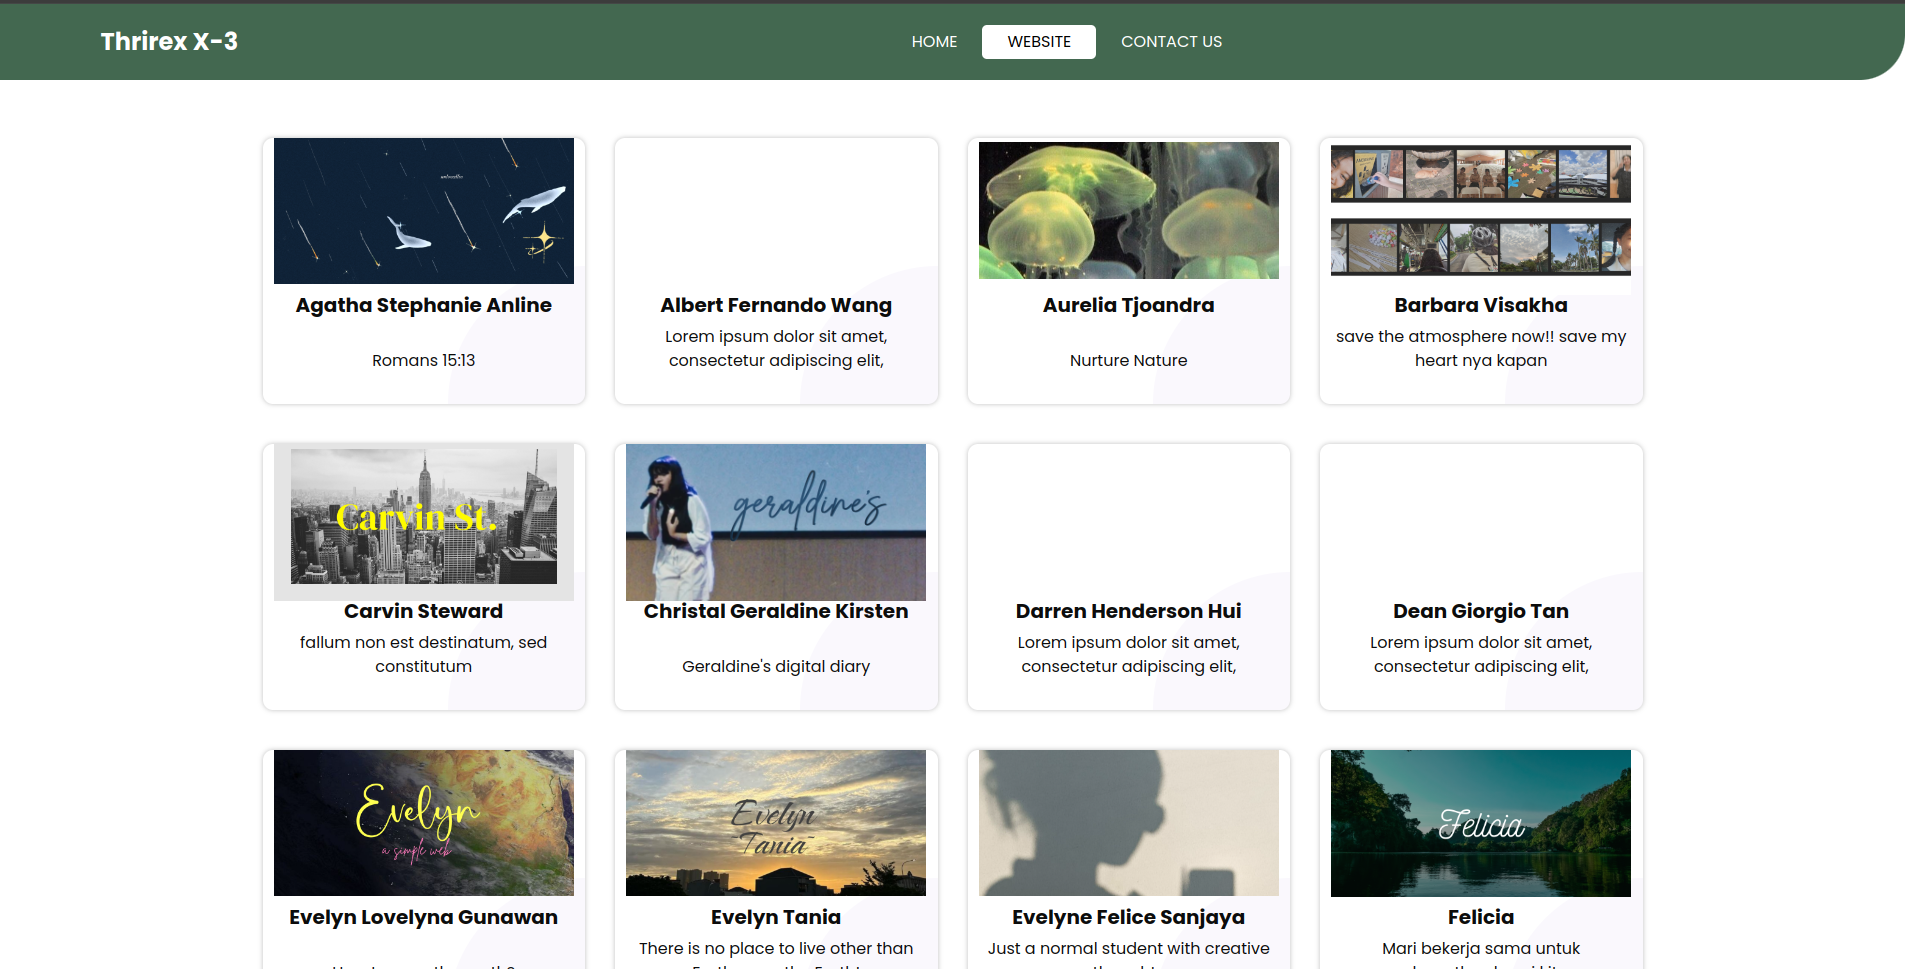 Thrirex X-3
HOME
WEBSITE
CONTACT US
Agatha Stephanie Anline
Romans 15:13
Albert Fernando Wang
Lorem ipsum dolor sit amet,
consectetur adipiscing elit,
Aurelia Tjoandra
Nurture Nature
Barbara Visakha
save the atmosphere now!! save my
heart nya kapan
Carvin St.
Carvin Steward
fallum non est destinatum, sed
constitutum
geraldine's
Christal Geraldine Kirsten
Geraldine's digital diary
Darren Henderson Hui
Lorem ipsum dolor sit amet,
consectetur adipiscing elit,
Dean Giorgio Tan
Lorem ipsum dolor sit amet,
consectetur adipiscing elit,
Evelyn
a simple web
Evelyn Lovelyna Gunawan
Evelyn
Tania
Evelyn Tania
There is no place to live other than
Evelyne Felice Sanjaya
Just a normal student with creative
Felicia
Felicia
Mari bekerja sama untuk